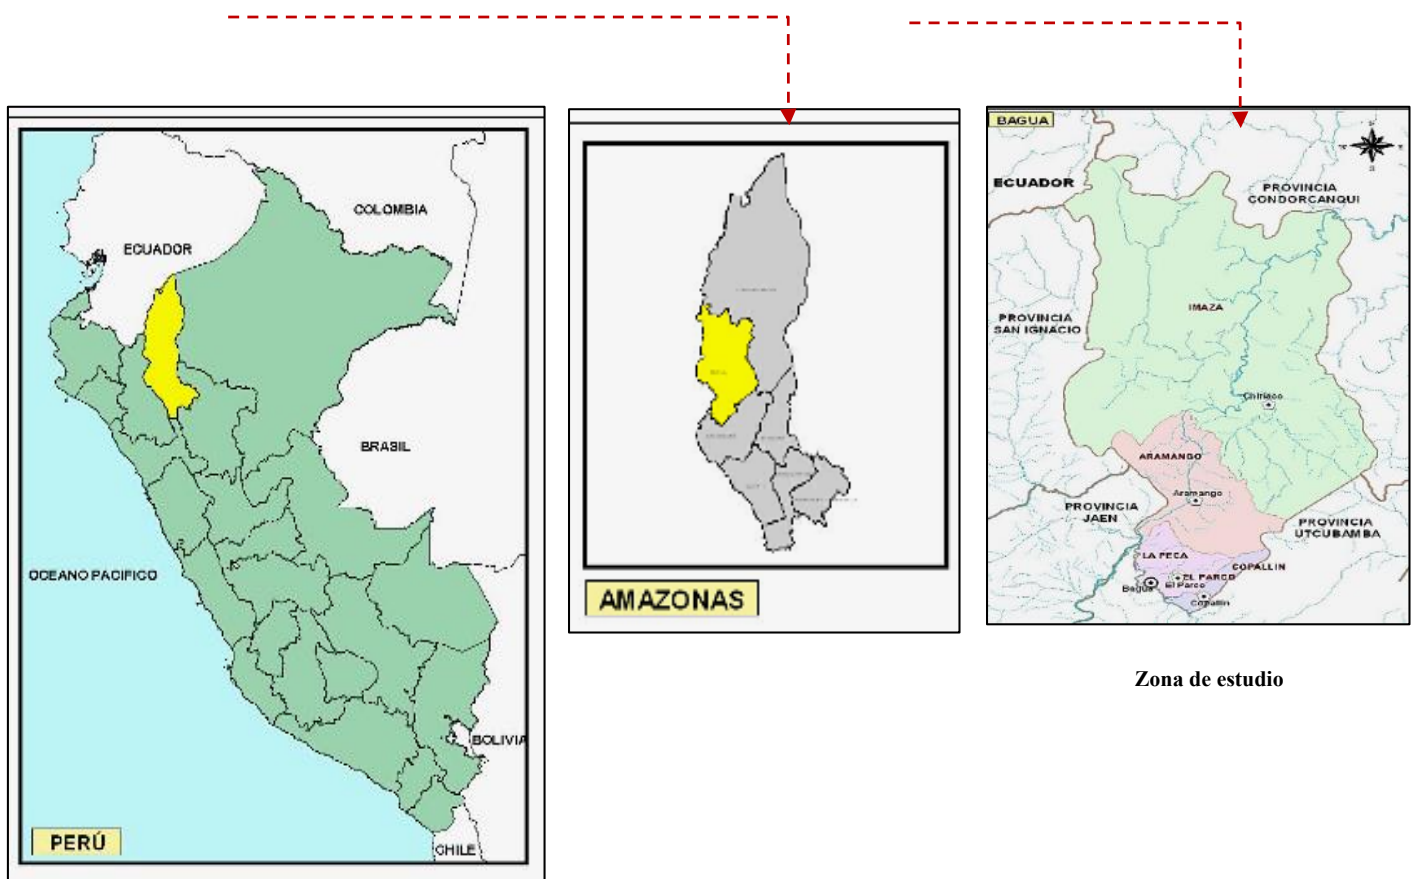 COLOMBIA
ECUADOR
BRASIL
OCEANO PACIFICO
BOLIVIA
PERÚ
CHILE
AMAZONAS
BAGUA
ECUADOR
PROVINCIA
CONDORCANQUI
IMAZA
PROVINCIA
SAN IGNACIO
Chiriaco
ARAMANGO
Aramango
PROVINCIA
JAEN
PROVINCIA
UTCUBAMBA
LA PECA
COPALLIN
EL PARCO
El Parco
Bagua
Copallin
Zona de estudio